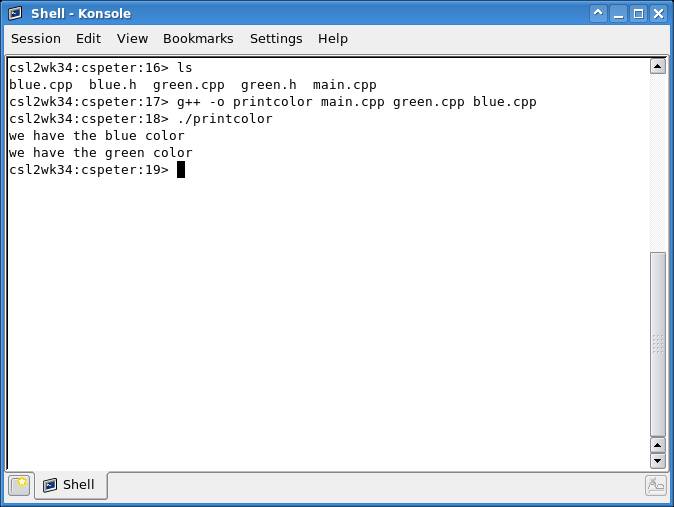 Shell - Konsole
Session Edit View Bookmarks Settings Help
csl2wk34:cspeter:16> ls
blue.cpp  blue.h  green.cpp  green.h  main.cpp
csl2wk34:cspeter:17> g++ -o printcolor main.cpp green.cpp blue.cpp
csl2wk34:cspeter:18> ./printcolor
we have the blue color
we have the green color
csl2wk34:cspeter:19>
Shell